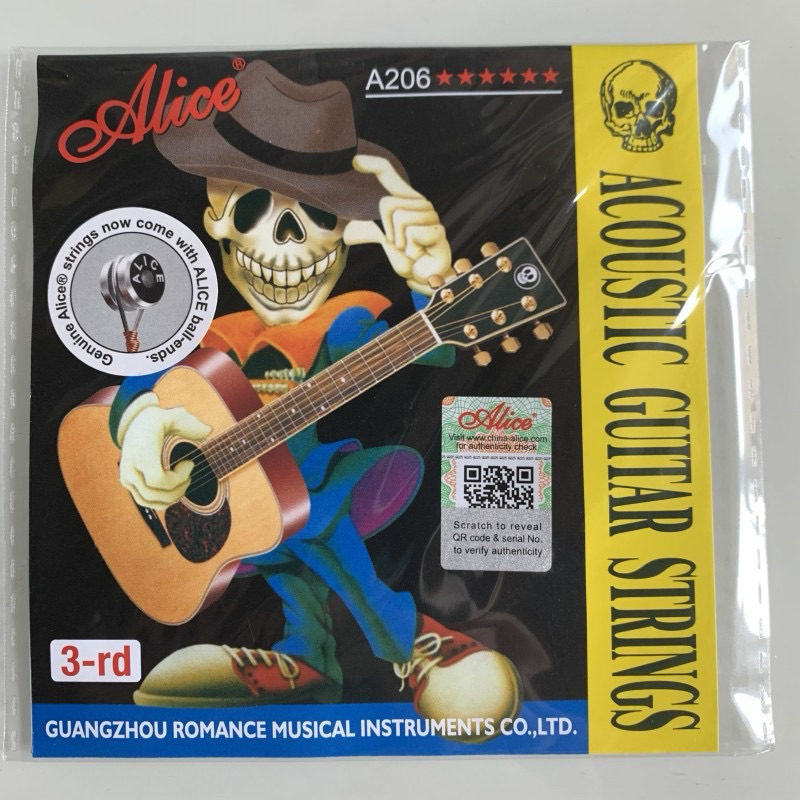 Alice®
A206 ★★★★★★
Genuine Alice® strings now come with ALICE ball-ends.
ALICE
ACOUSTIC GUITAR STRINGS
Alice®
Visit www.china-alice.com
for authenticity check
Scratch to reveal
QR code & serial No.
to verify authenticity
3-rd
GUANGZHOU ROMANCE MUSICAL INSTRUMENTS CO.,LTD.